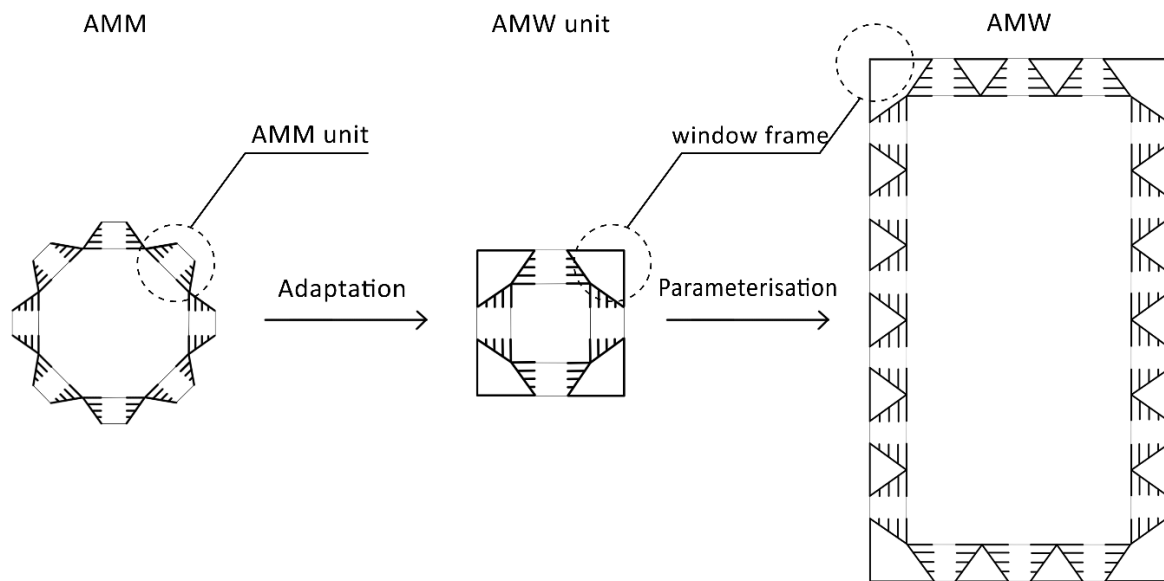 AMM
AMW unit
AMW
AMM unit
window frame
Adaptation
Parameterisation